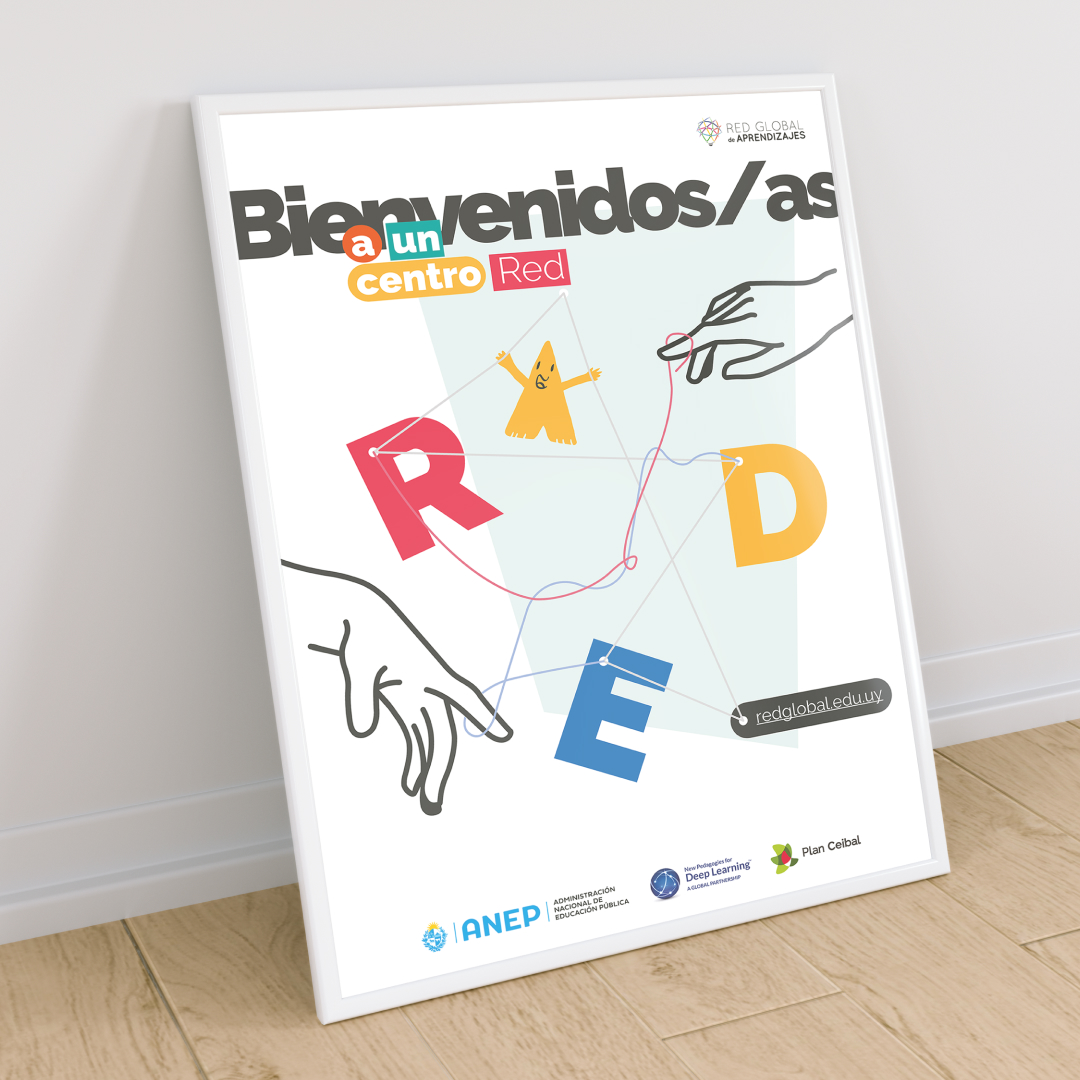 RED GLOBAL
de APRENDIZAJES
Bienvenidos/as
a un
centro Red
A
R
D
E
redglobal.edu.uy
ANEP
ADMINISTRACIÓN
NACIONAL DE
EDUCACIÓN PÚBLICA
New Pedagogies for
Deep Learning™
A GLOBAL PARTNERSHIP
Plan Ceibal